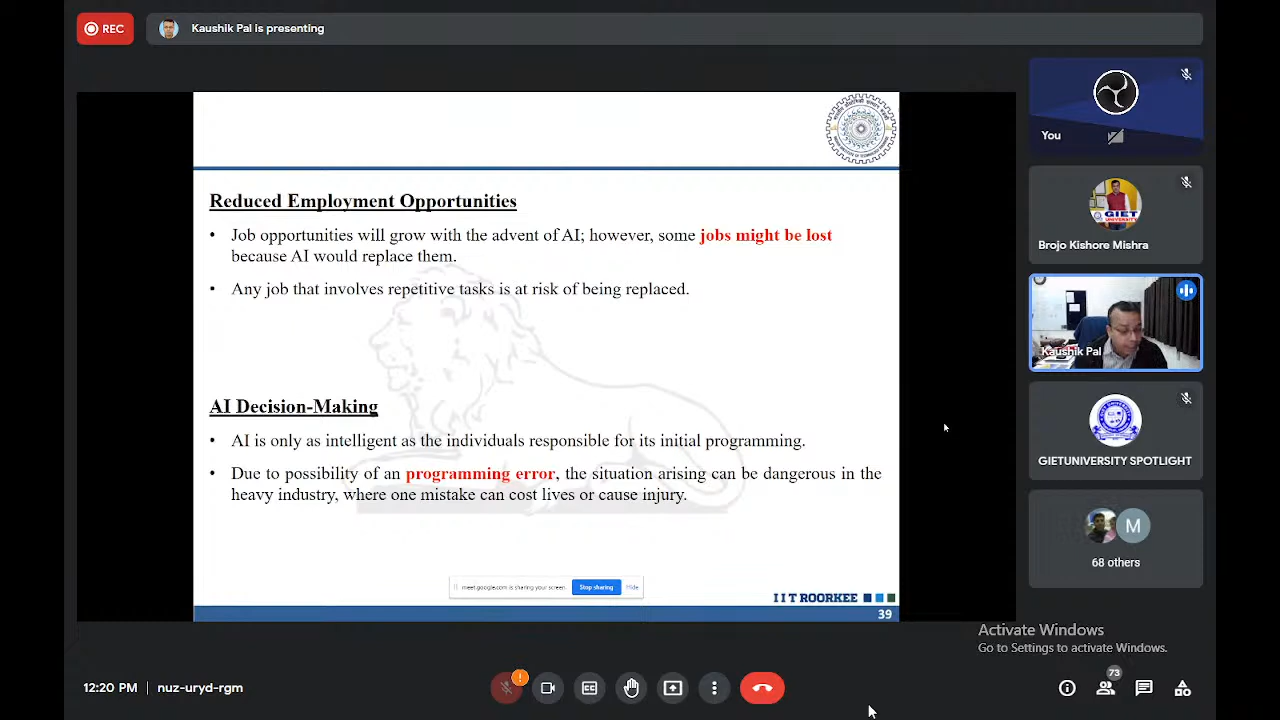 REC
Kaushik Pal is presenting
Reduced Employment Opportunities
• Job opportunities will grow with the advent of AI; however, some jobs might be lost
because AI would replace them.
• Any job that involves repetitive tasks is at risk of being replaced.
AI Decision-Making
• AI is only as intelligent as the individuals responsible for its initial programming.
• Due to possibility of an programming error, the situation arising can be dangerous in the
heavy industry, where one mistake can cost lives or cause injury.
meet.google.com is sharing your screen. Stop sharing Hide
I I T ROORKEE
39
You
GIET
UNIVERSITY
Brojo Kishore Mishra
Kaushik Pal
GIETUNIVERSITY SPOTLIGHT
M
68 others
Activate Windows
Go to Settings to activate Windows.
12:20 PM | nuz-uryd-rgm
!
CC
73